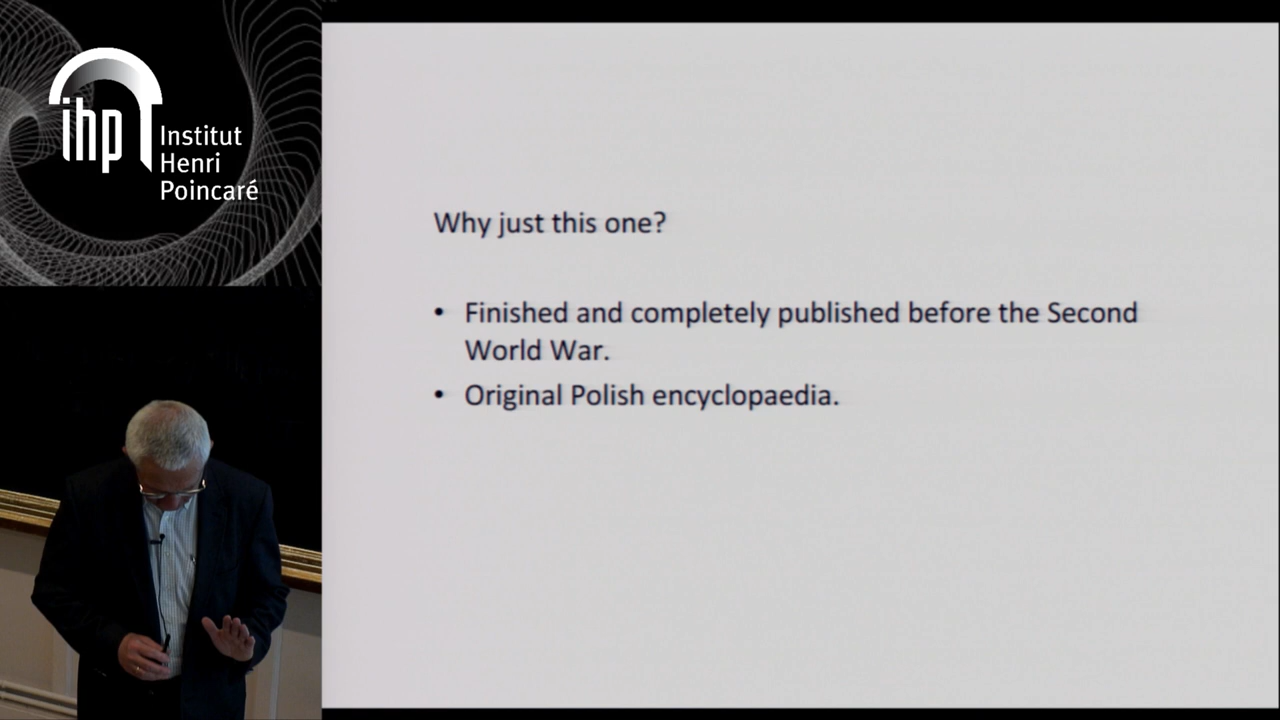 ihp Institut
Henri
Poincaré
Why just this one?
• Finished and completely published before the Second
World War.
• Original Polish encyclopaedia.